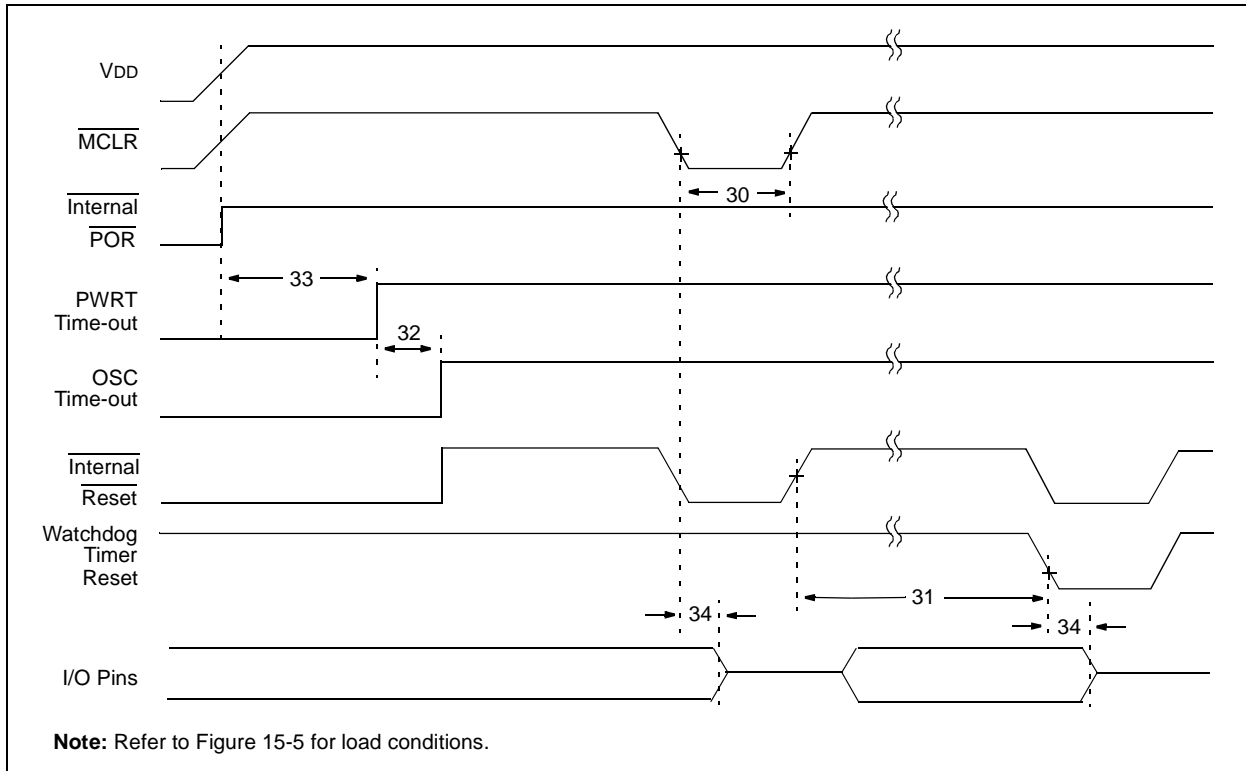 VDD
MCLR
Internal
POR
30
33
PWRT
Time-out
32
OSC
Time-out
Internal
Reset
Watchdog
Timer
Reset
31
34
34
I/O Pins
Note: Refer to Figure 15-5 for load conditions.